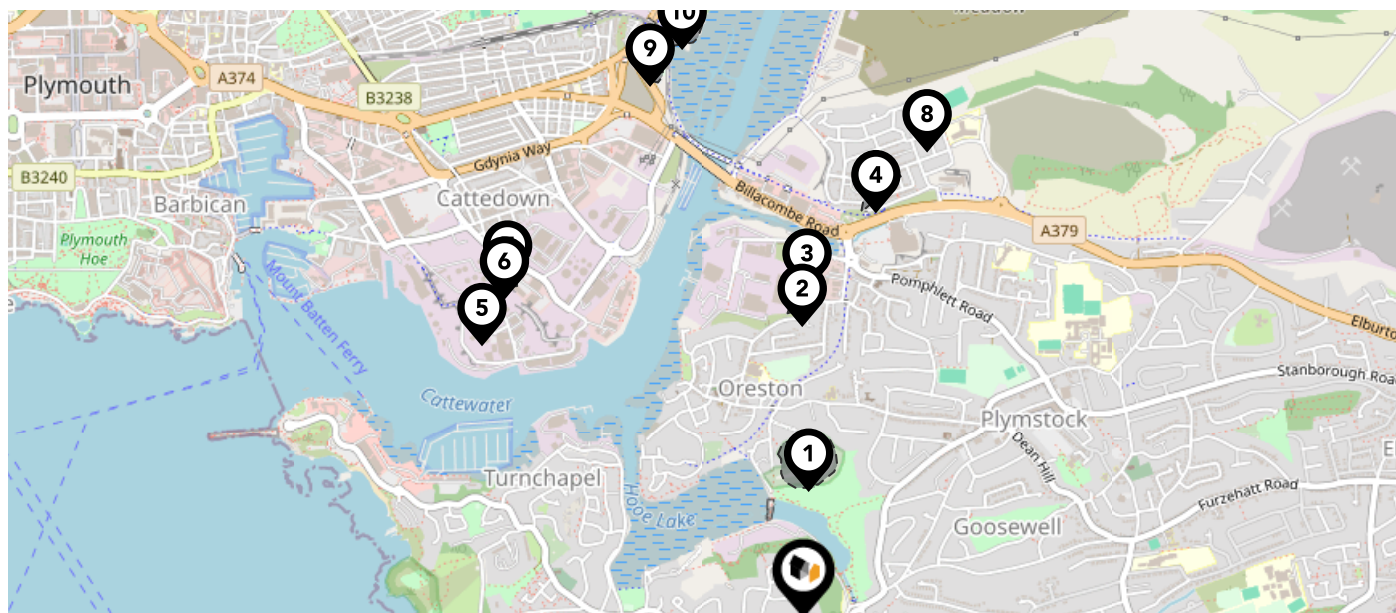 Meadow
10
9
Plymouth
A374
B3238
8
Gdynia Way
4
B3240
Cattedown
Billacombe Road
Barbican
A379
Plymouth
Hoe
3
6
2
Pomphlett Road
Mount Batten Ferry
5
Elburto
Oreston
Stanborough Road
Cattewater
Plymstock
Dean Hill
1
Turnchapel
Furzehatt Road
Hooe Lake
Goosewell